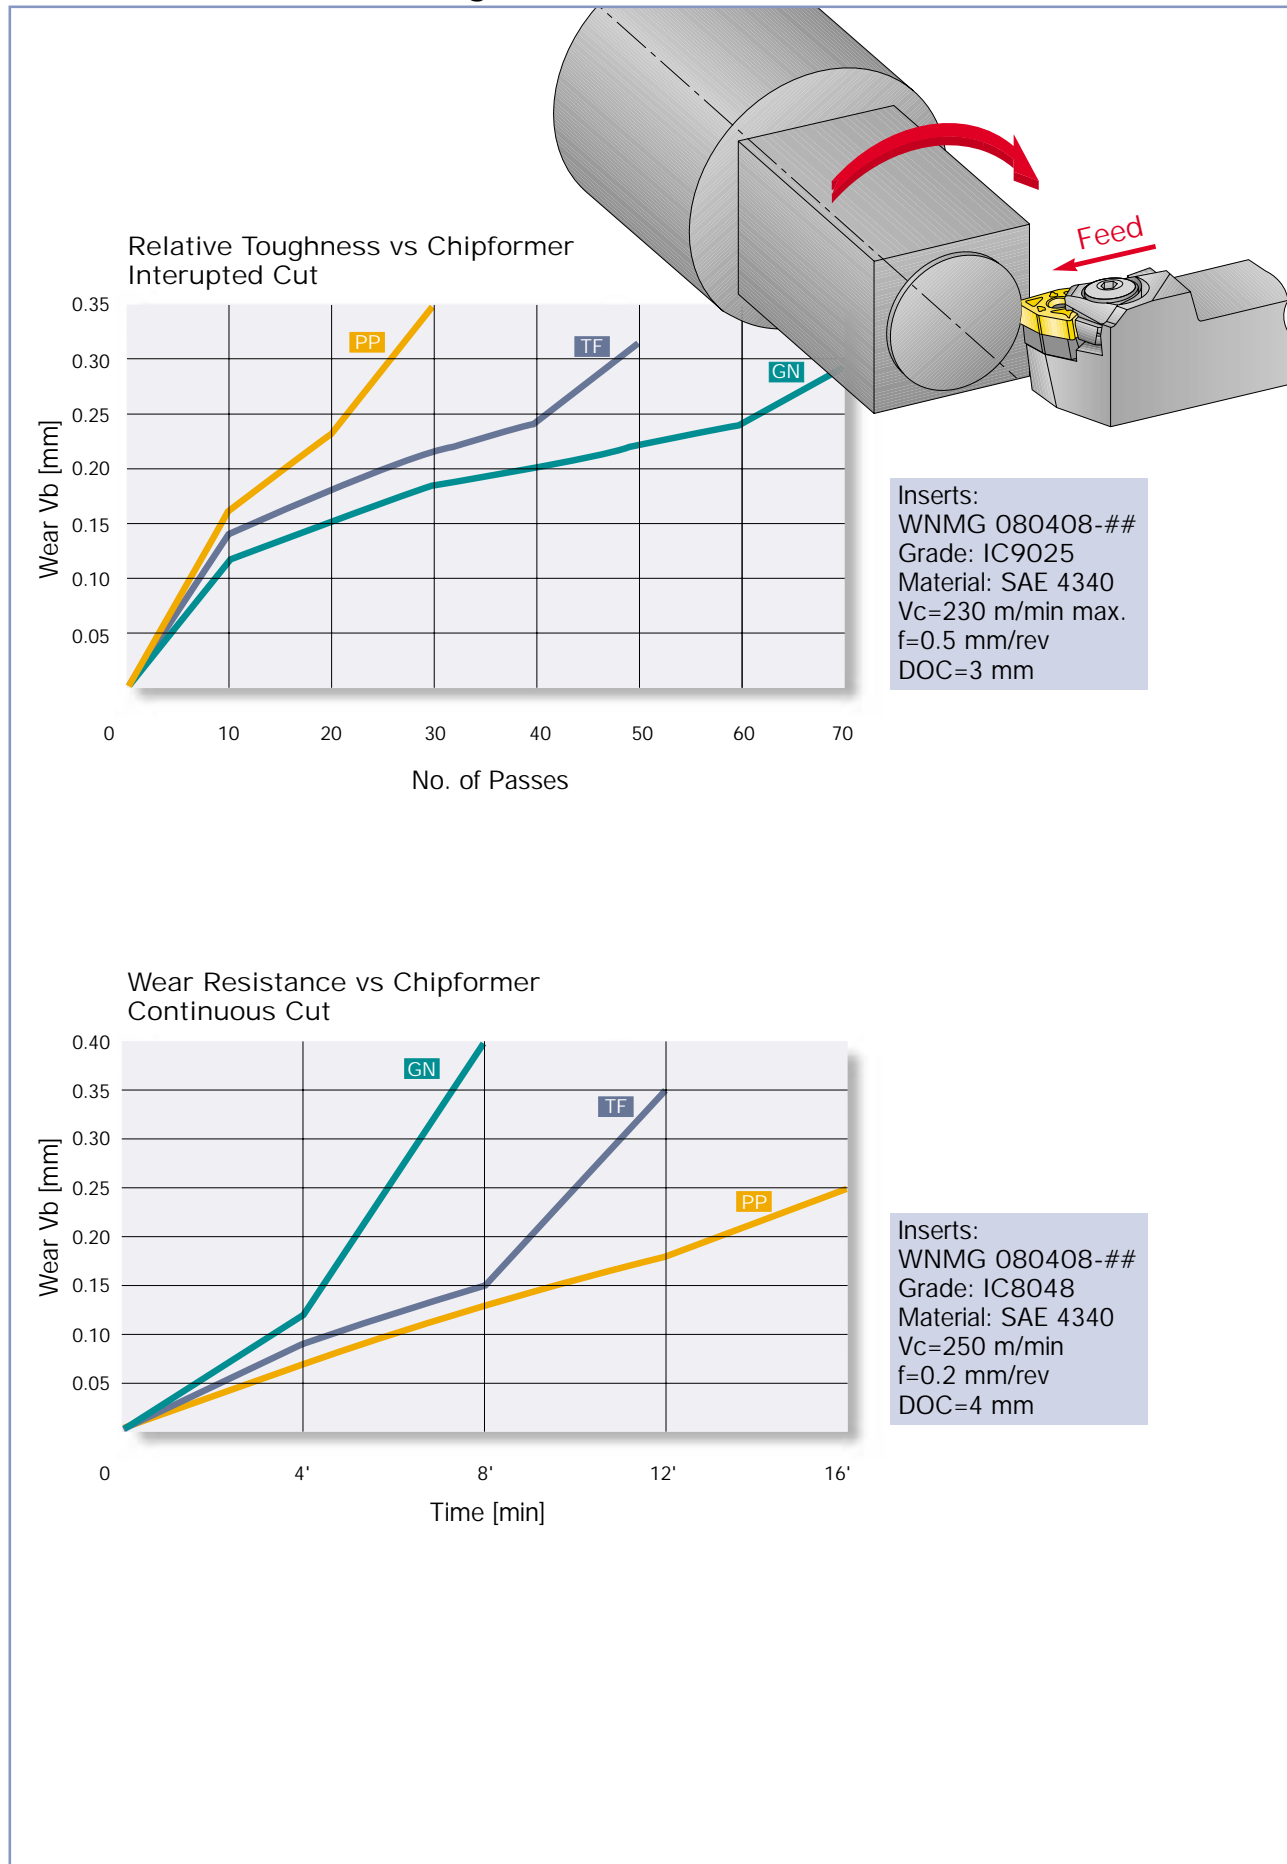 Feed
Relative Toughness vs Chipformer
Interupted Cut
0.35
0.30
0.25
0.20
0.15
0.10
0.05
Wear Vb [mm]
PP
TF
GN
0
10
20
30
40
50
60
70
No. of Passes
Inserts:
WNMG 080408-##
Grade: IC9025
Material: SAE 4340
Vc=230 m/min max.
f=0.5 mm/rev
DOC=3 mm
Wear Resistance vs Chipformer
Continuous Cut
0.40
0.35
0.30
0.25
0.20
0.15
0.10
0.05
Wear Vb [mm]
GN
TF
PP
0
4'
8'
12'
16'
Time [min]
Inserts:
WNMG 080408-##
Grade: IC8048
Material: SAE 4340
Vc=250 m/min
f=0.2 mm/rev
DOC=4 mm